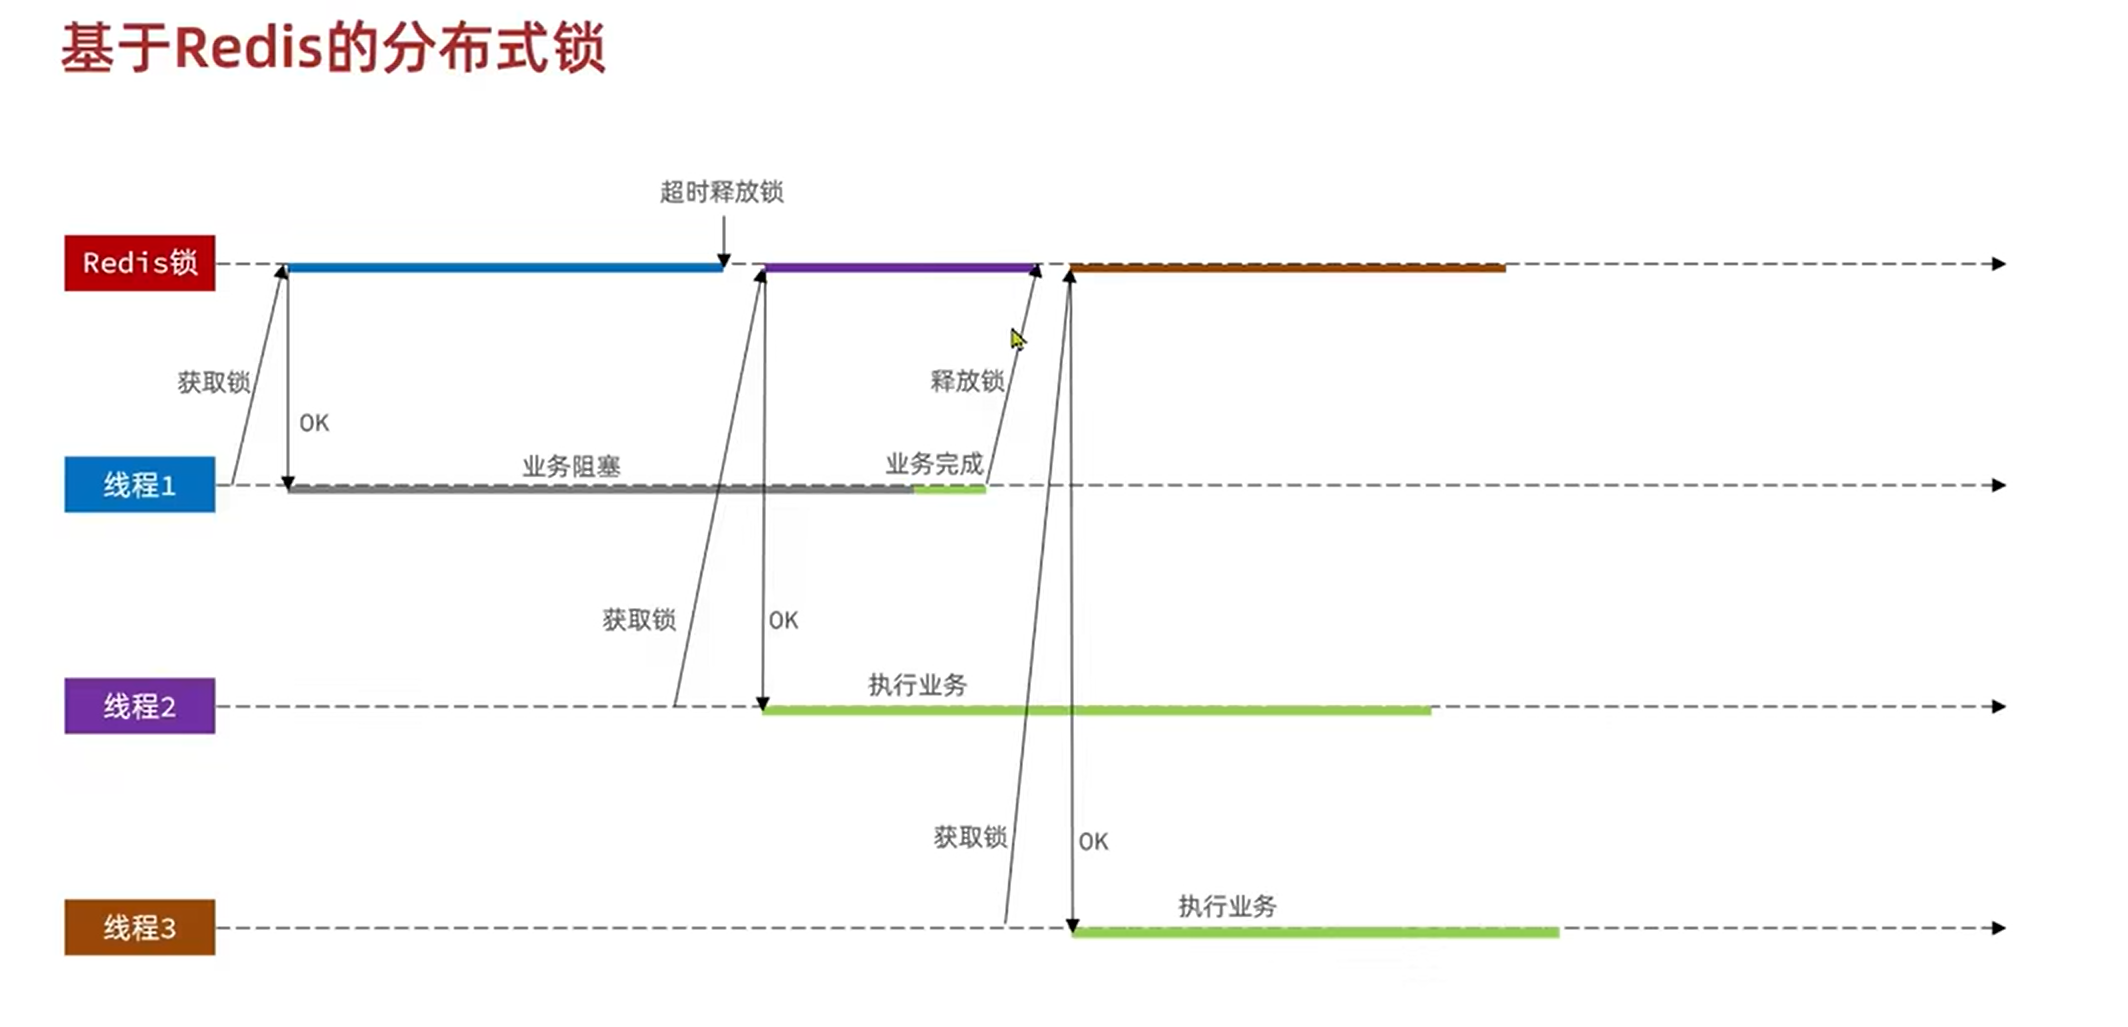 基于Redis的分布式锁
超时释放锁
Redis锁
获取锁
释放锁
OK
业务阻塞
业务完成
线程1
获取锁
OK
执行业务
线程2
获取锁
OK
执行业务
线程3